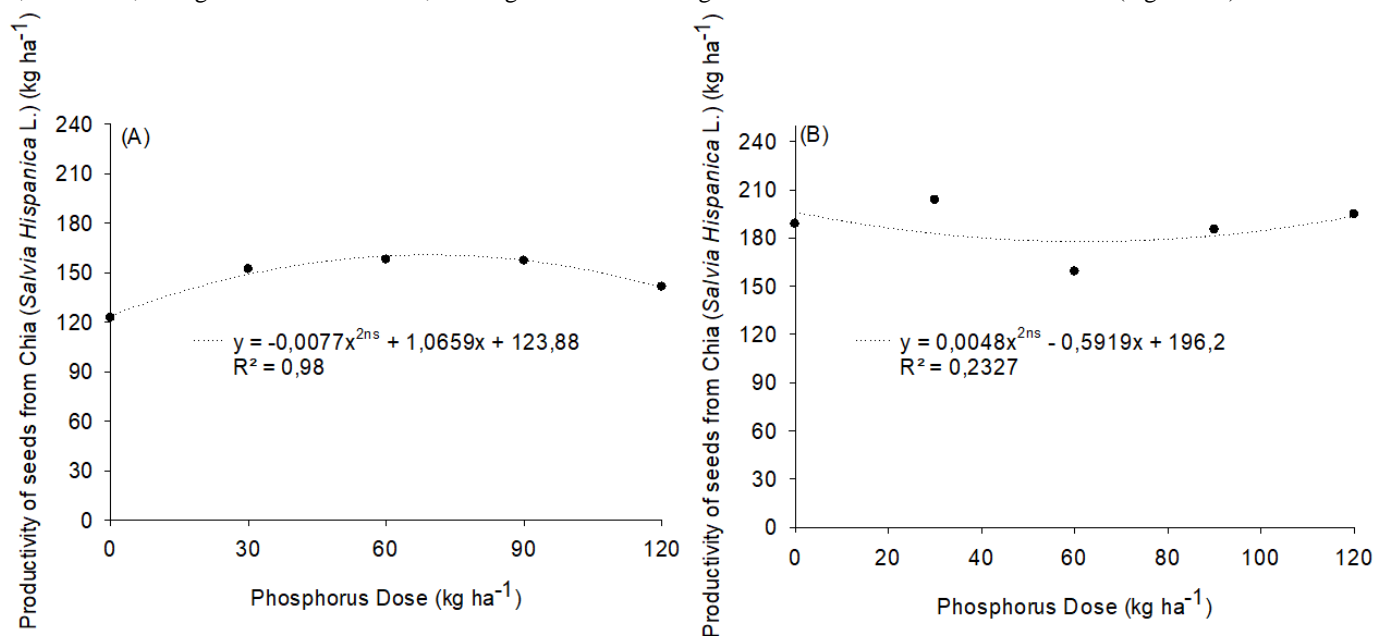 Productivity of seeds from Chia (Salvia Hispanica L.) (kg ha-1)
240
210
180
150
120
90
60
30
0
(A)
y = -0,0077x2ns + 1,0659x + 123,88
R² = 0,98
0 30 60 90 120
Phosphorus Dose (kg ha-1)
Productivity of seeds from Chia (Salvia Hispanica L.) (kg ha-1)
240
210
180
150
120
90
60
30
0
(B)
y = 0,0048x2ns - 0,5919x + 196,2
R² = 0,2327
0 20 40 60 80 100 120
Phosphorus Dose (kg ha-1)